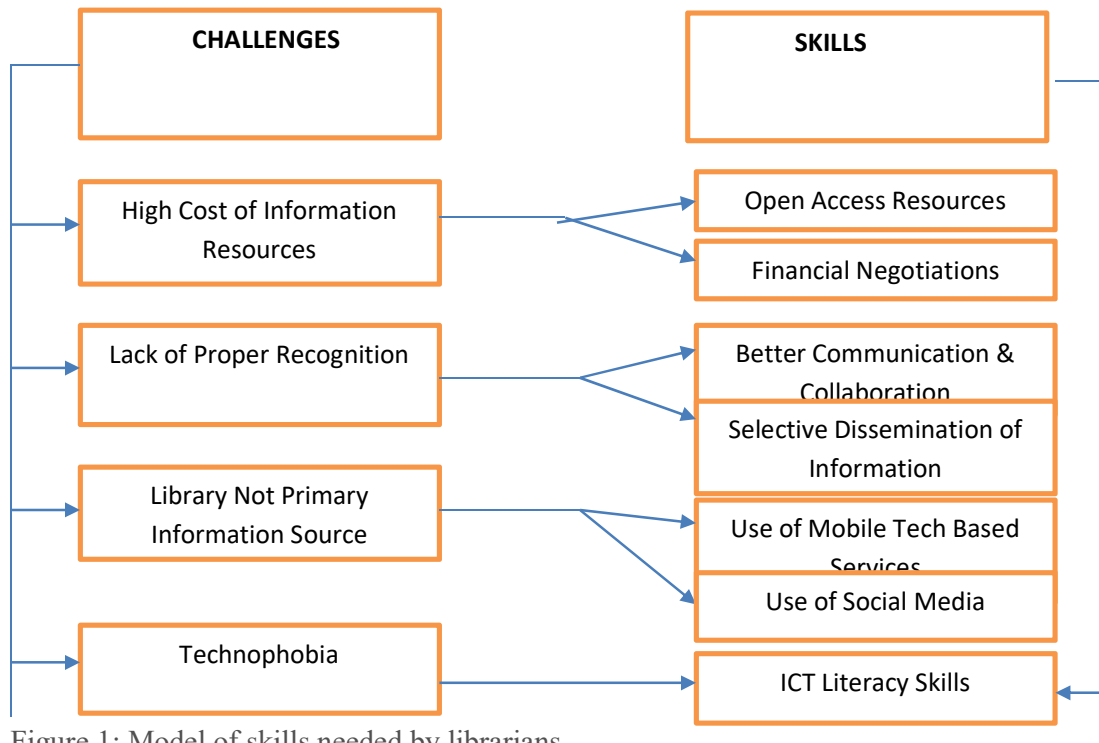 CHALLENGES
SKILLS
High Cost of Information
Resources
Open Access Resources
Financial Negotiations
Lack of Proper Recognition
Better Communication &
Collaboration
Selective Dissemination of
Information
Library Not Primary
Information Source
Use of Mobile Tech Based
Services
Use of Social Media
Technophobia
ICT Literacy Skills
Figure 1: Model of skills needed by librarians